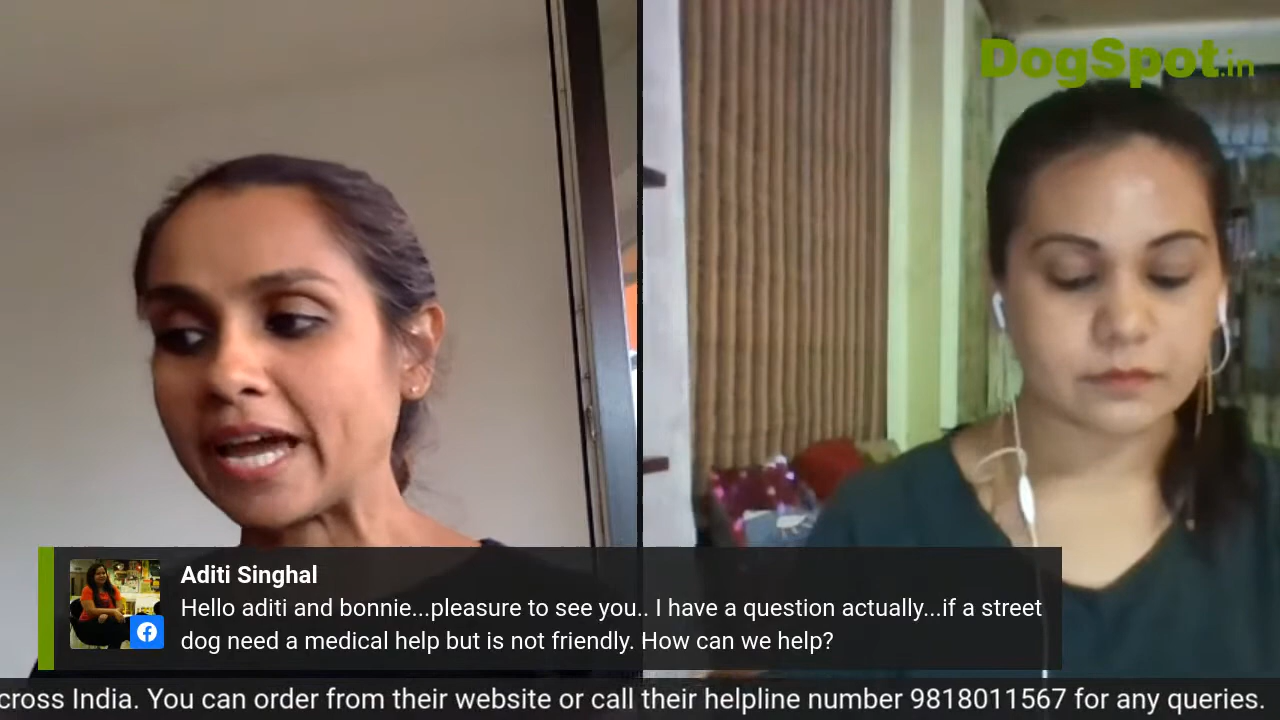 DogSpot.in
Aditi Singhal
Hello aditi and bonnie...pleasure to see you.. I have a question actually...if a street
dog need a medical help but is not friendly. How can we help?
cross India. You can order from their website or call their helpline number 9818011567 for any queries.